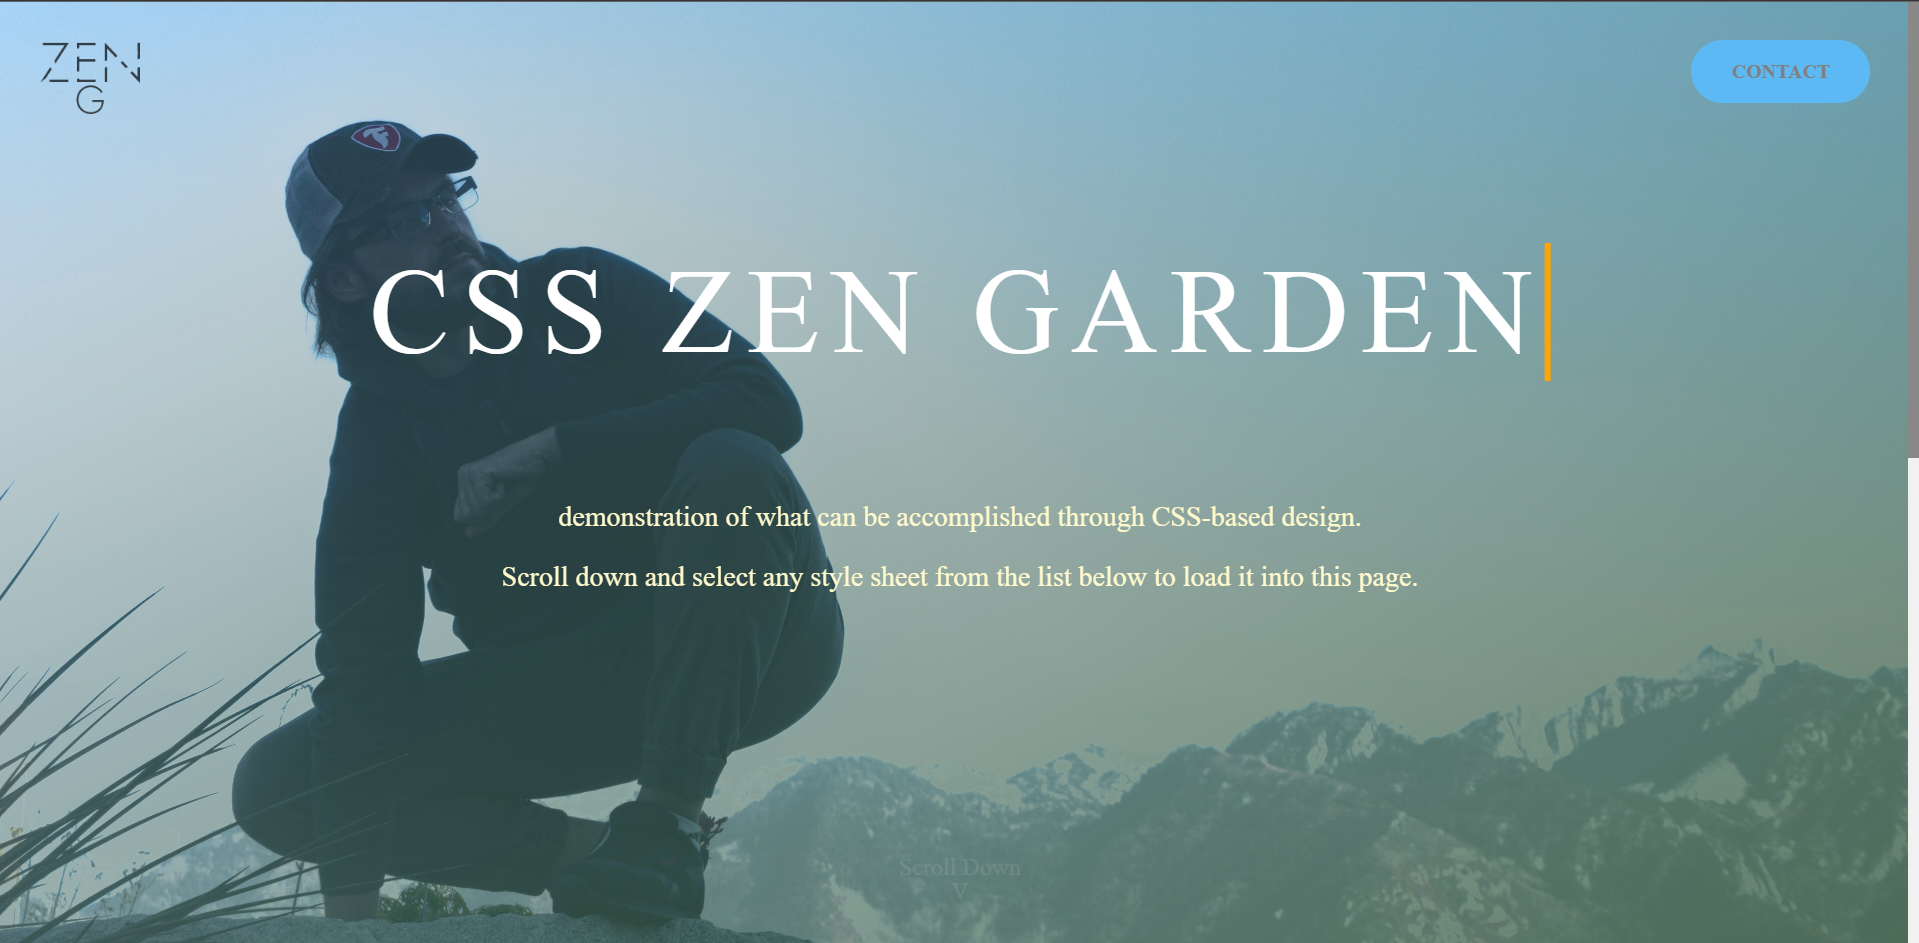 ZEN
G
CONTACT
CSS ZEN GARDEN
demonstration of what can be accomplished through CSS-based design.
Scroll down and select any style sheet from the list below to load it into this page.
Scroll Down
V